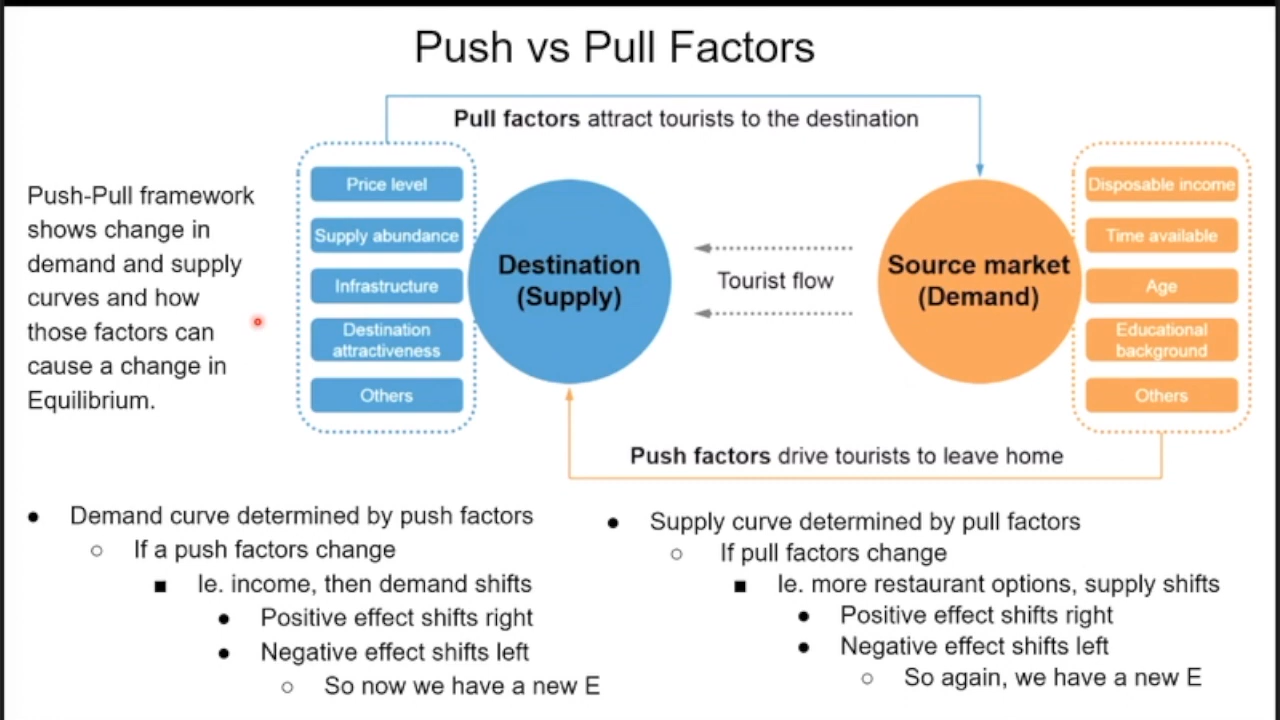 Push vs Pull Factors
Pull factors attract tourists to the destination
Push-Pull framework
shows change in
demand and supply
curves and how
those factors can
cause a change in
Equilibrium.
Price level
Supply abundance
Infrastructure
Destination
attractiveness
Others
Destination
(Supply)
Tourist flow
Source market
(Demand)
Disposable income
Time available
Age
Educational
background
Others
Push factors drive tourists to leave home
● Demand curve determined by push factors
○ If a push factors change
■ Ie. income, then demand shifts
● Positive effect shifts right
● Negative effect shifts left
○ So now we have a new E
● Supply curve determined by pull factors
○ If pull factors change
■ Ie. more restaurant options, supply shifts
● Positive effect shifts right
● Negative effect shifts left
○ So again, we have a new E